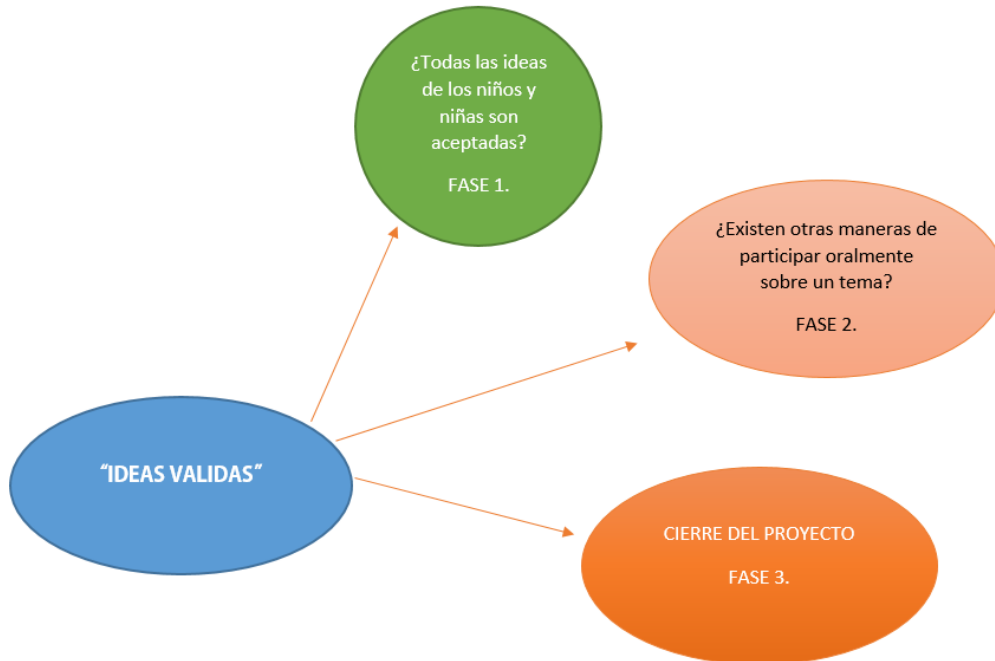 ¿Todas las ideas
de los niños y
niñas son
aceptadas?
FASE 1.
¿Existen otras maneras de
participar oralmente
sobre un tema?
FASE 2.
“IDEAS VALIDAS”
CIERRE DEL PROYECTO
FASE 3.